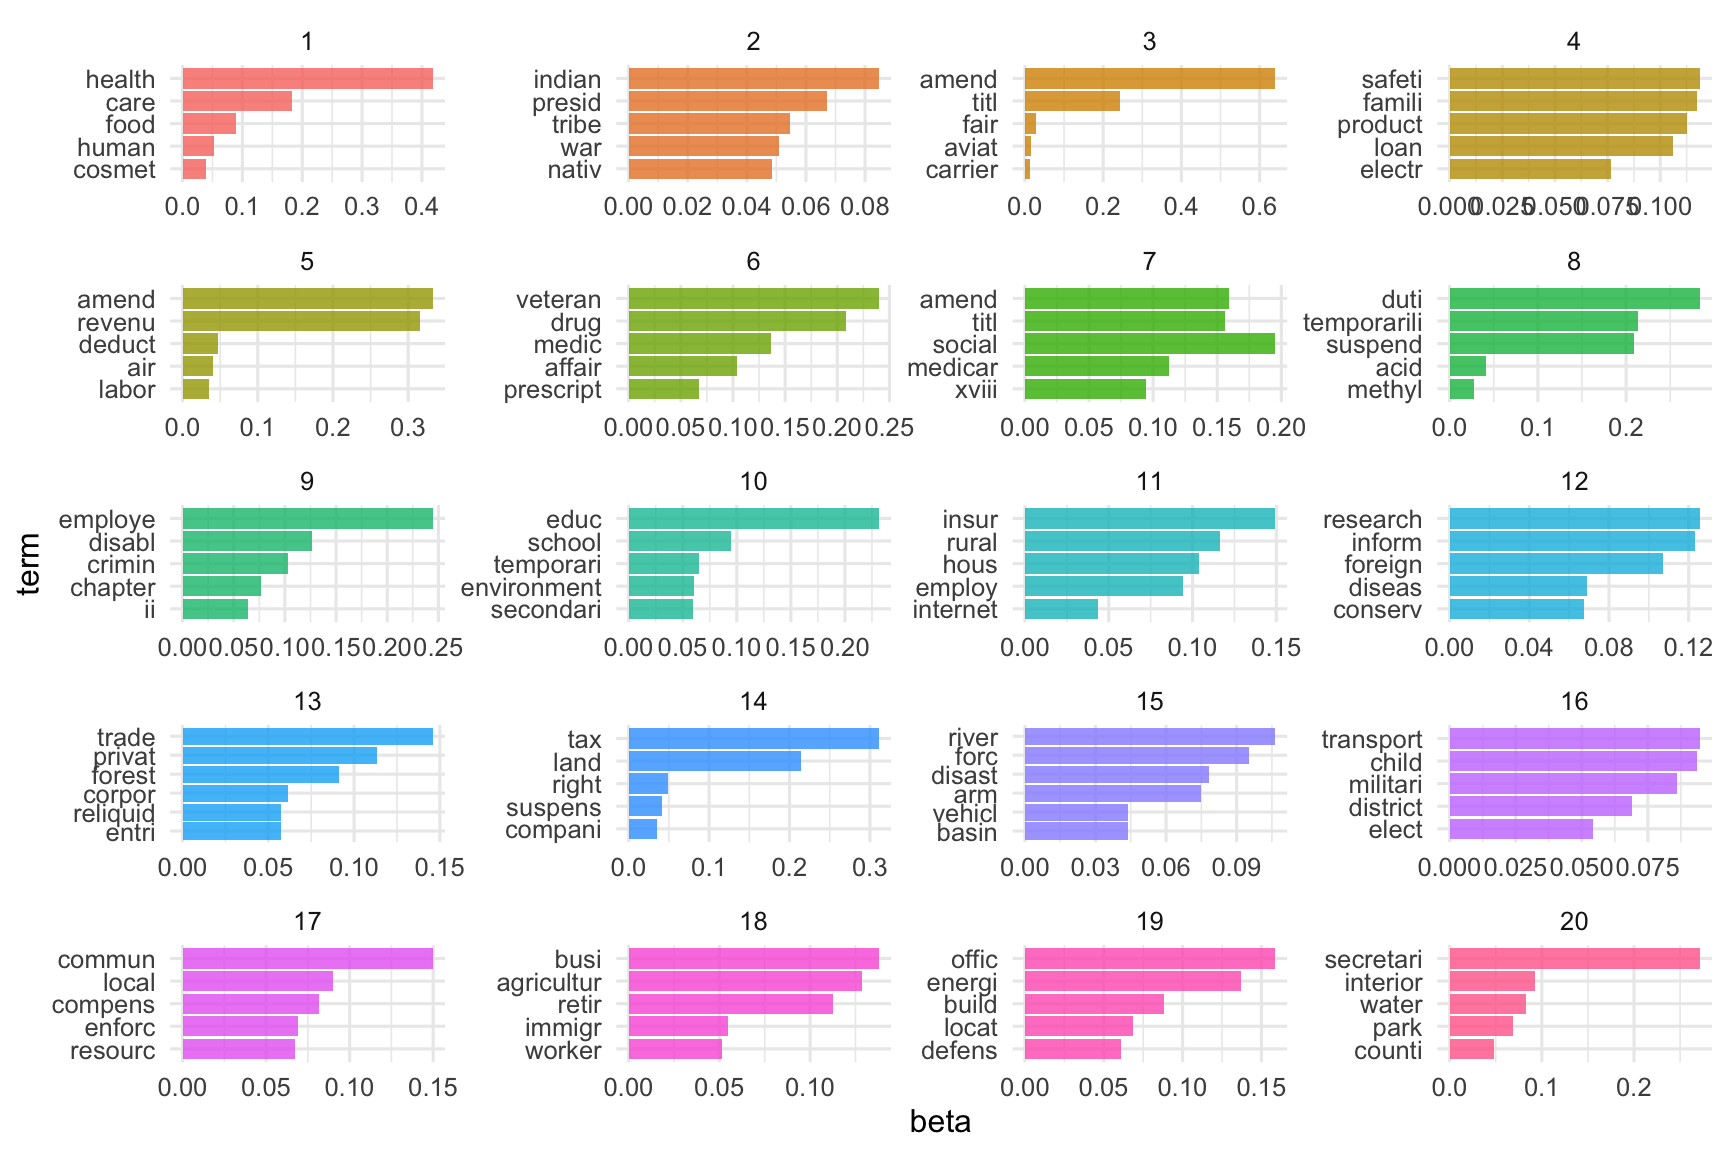 1
health
care
food
human
cosmet
0.0 0.1 0.2 0.3 0.4
2
indian
presid
tribe
war
nativ
0.00 0.02 0.04 0.06 0.08
3
amend
titl
fair
aviat
carrier
0.0 0.2 0.4 0.6
4
safeti
famili
product
loan
electr
0.000 0.025 0.050 0.075 0.100
5
amend
revenu
deduct
air
labor
0.0 0.1 0.2 0.3
6
veteran
drug
medic
affair
prescript
0.00 0.05 0.10 0.15 0.20 0.25
7
amend
titl
social
medicar
xviii
0.00 0.05 0.10 0.15 0.20
8
duti
temporarili
suspend
acid
methyl
0.0 0.1 0.2
9
employe
disabl
crimin
chapter
ii
0.00 0.05 0.10 0.15 0.20 0.25
10
educ
school
temporari
environment
secondari
0.00 0.05 0.10 0.15 0.20
11
insur
rural
hous
employ
internet
0.00 0.05 0.10 0.15
12
research
inform
foreign
diseas
conserv
0.00 0.04 0.08 0.12
13
trade
privat
forest
corpor
reliquid
entri
0.00 0.05 0.10 0.15
14
tax
land
right
suspens
compani
0.0 0.1 0.2 0.3
15
river
forc
disast
arm
vehicl
basin
0.00 0.03 0.06 0.09
16
transport
child
militari
district
elect
0.000 0.025 0.050 0.075
17
commun
local
compens
enforc
resourc
0.00 0.05 0.10 0.15
18
busi
agricultur
retir
immigr
worker
0.00 0.05 0.10
19
offic
energi
build
locat
defens
0.00 0.05 0.10 0.15
20
secretari
interior
water
park
counti
0.0 0.1 0.2
term
beta